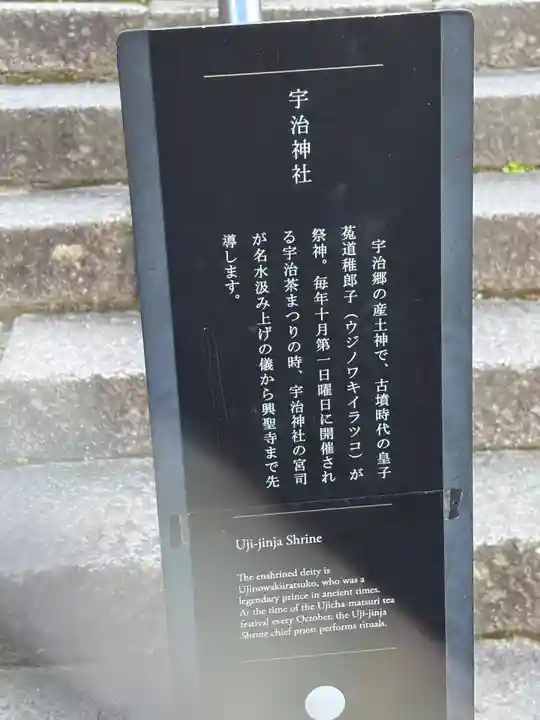 宇治神社
宇治郷の産土神で、古墳時代の皇子
菟道稚郎子（ウジノワキイラツコ）が
祭神。毎年十月第一日曜日に開催され
る宇治茶まつりの時、宇治神社の宮司
が名水汲み上げの儀から興聖寺まで先
導します。
Uji-jinja Shrine
The enshrined deity is
Ujinowakiiratsuko, who was a
legendary prince in ancient times.
At the time of the Ujicha-matsuri tea
festival every October, the Uji-jinja
Shrine chief priest performs rituals.